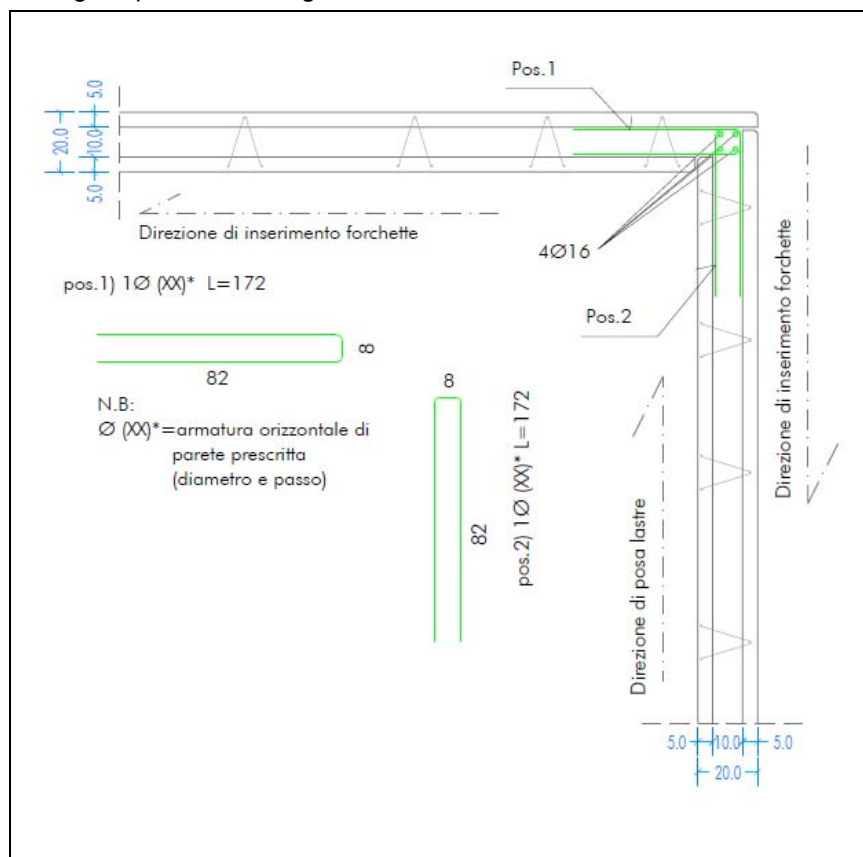 Pos.1
5.0
10.0
20.0
5.0
Direzione di inserimento forchette
4Ø16
pos.1) 1Ø (XX)* L=172
Pos.2
8
82
N.B:
Ø (XX)*=armatura orizzontale di
parete prescritta
(diametro e passo)
8
82
pos.2) 1Ø (XX)* L=172
Direzione di posa lastre
Direzione di inserimento forchette
5.0
10.0
5.0
20.0